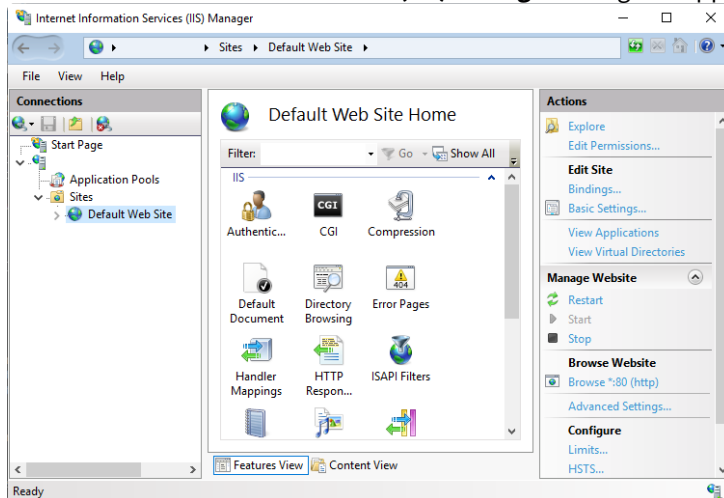 Internet Information Services (IIS) Manager
Sites
Default Web Site
File View Help
Connections
Start Page
Application Pools
Sites
Default Web Site
Default Web Site Home
Filter: Go Show All
IIS
Authentic... CGI Compression
Default Document Directory Browsing Error Pages
Handler Mappings HTTP Respon... ISAPI Filters
Features View Content View
Actions
Explore
Edit Permissions...
Edit Site
Bindings...
Basic Settings...
View Applications
View Virtual Directories
Manage Website
Restart
Start
Stop
Browse Website
Browse *:80 (http)
Advanced Settings...
Configure
Limits...
HSTS...
Ready